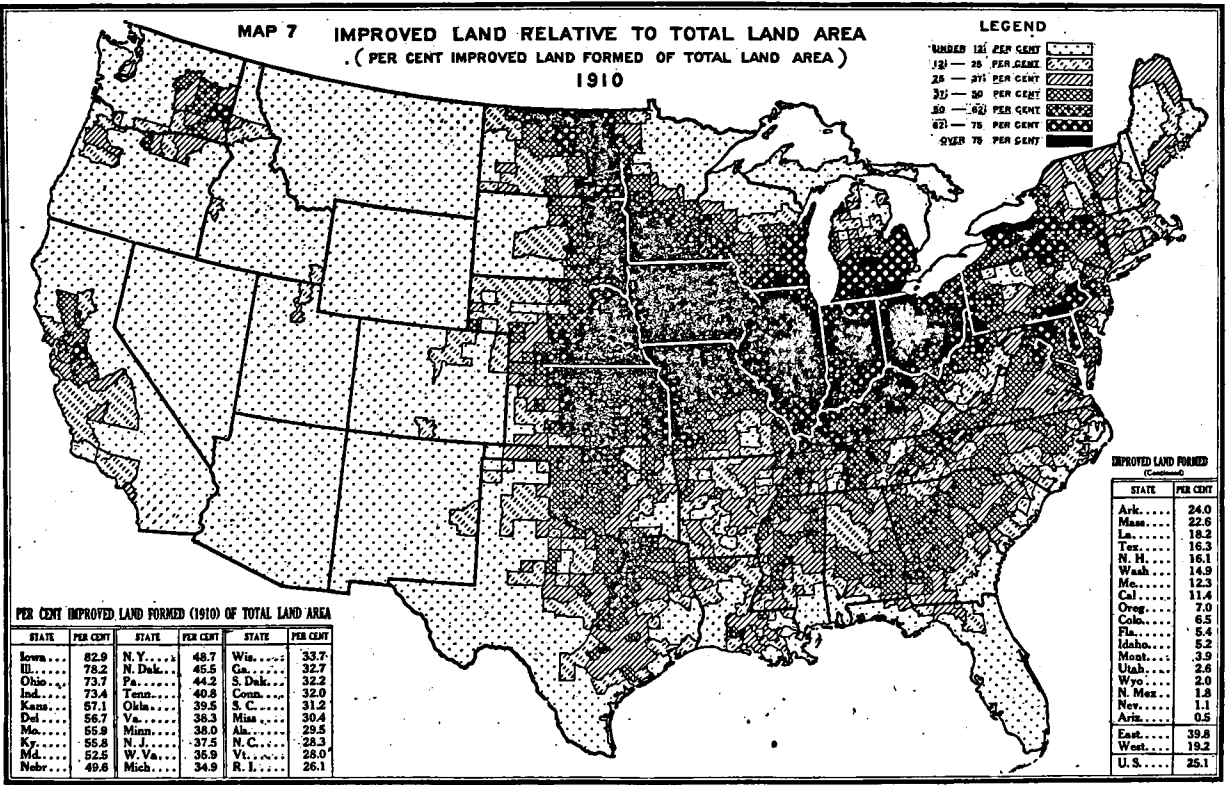 MAP 7 IMPROVED LAND RELATIVE TO TOTAL LAND AREA
(PER CENT IMPROVED LAND FORMED OF TOTAL LAND AREA)
1910
LEGEND
UNDER 12½ PER CENT
12½ — 25 PER CENT
25 — 37½ PER CENT
37½ — 50 PER CENT
50 — 62½ PER CENT
62½ — 75 PER CENT
OVER 75 PER CENT
PER CENT IMPROVED LAND FORMED (1910) OF TOTAL LAND AREA
STATE PER CENT STATE PER CENT STATE PER CENT
Iowa.... 82.9 N.Y..... 48.7 Wis...... 33.7
Ill...... 78.2 N. Dak.... 45.5 Ga...... 32.7
Ohio.... 73.7 Pa...... 44.2 S. Dak... 32.2
Ind..... 73.4 Tenn.... 40.8 Conn.... 32.0
Kans.... 57.1 Okla.... 39.5 S. C..... 31.2
Del..... 56.7 Va...... 38.3 Miss.... 30.4
Mo..... 55.9 Minn.... 38.0 Ala..... 29.5
Ky..... 55.8 N. J..... 37.5 N. C..... 28.3
Md..... 52.5 W. Va.... 35.9 Vt...... 28.0
Nebr.... 49.6 Mich.... 34.9 R. I...... 26.1
IMPROVED LAND FORMED
(Continued)
STATE PER CENT
Ark..... 24.0
Mass.... 22.6
La..... 18.2
Tex..... 16.3
N. H.... 16.1
Wash 14.9
Me..... 12.3
Cal.... 11.4
Oreg.... 7.0
Colo.... 6.5
Fla..... 5.4
Idaho... 5.2
Mont.... 3.9
Utah.... 2.6
Wyo.... 2.0
N. Mex.. 1.8
Nev.... 1.1
Ariz..... 0.5
East.... 39.8
West.... 19.2
U. S..... 25.1